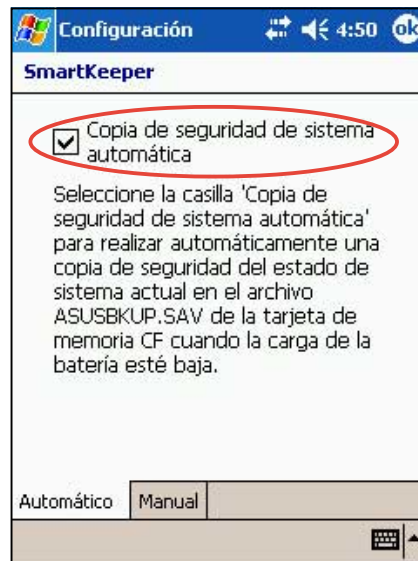 Configuración 4:50 ok
SmartKeeper
Copia de seguridad de sistema
automática
Seleccione la casilla 'Copia de
seguridad de sistema automática'
para realizar automáticamente una
copia de seguridad del estado de
sistema actual en el archivo
ASUSBKUP.SAV de la tarjeta de
memoria CF cuando la carga de la
batería esté baja.
Automático Manual